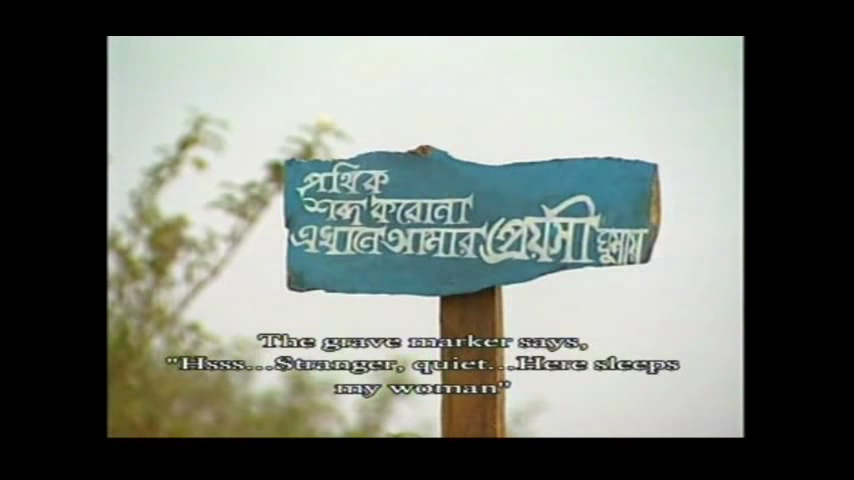 পথিক
শব্দ করোনা
এখানে আমার প্রেয়সী ঘুমায়
The grave marker says,
"Hsss...Stranger, quiet...Here sleeps
my woman"